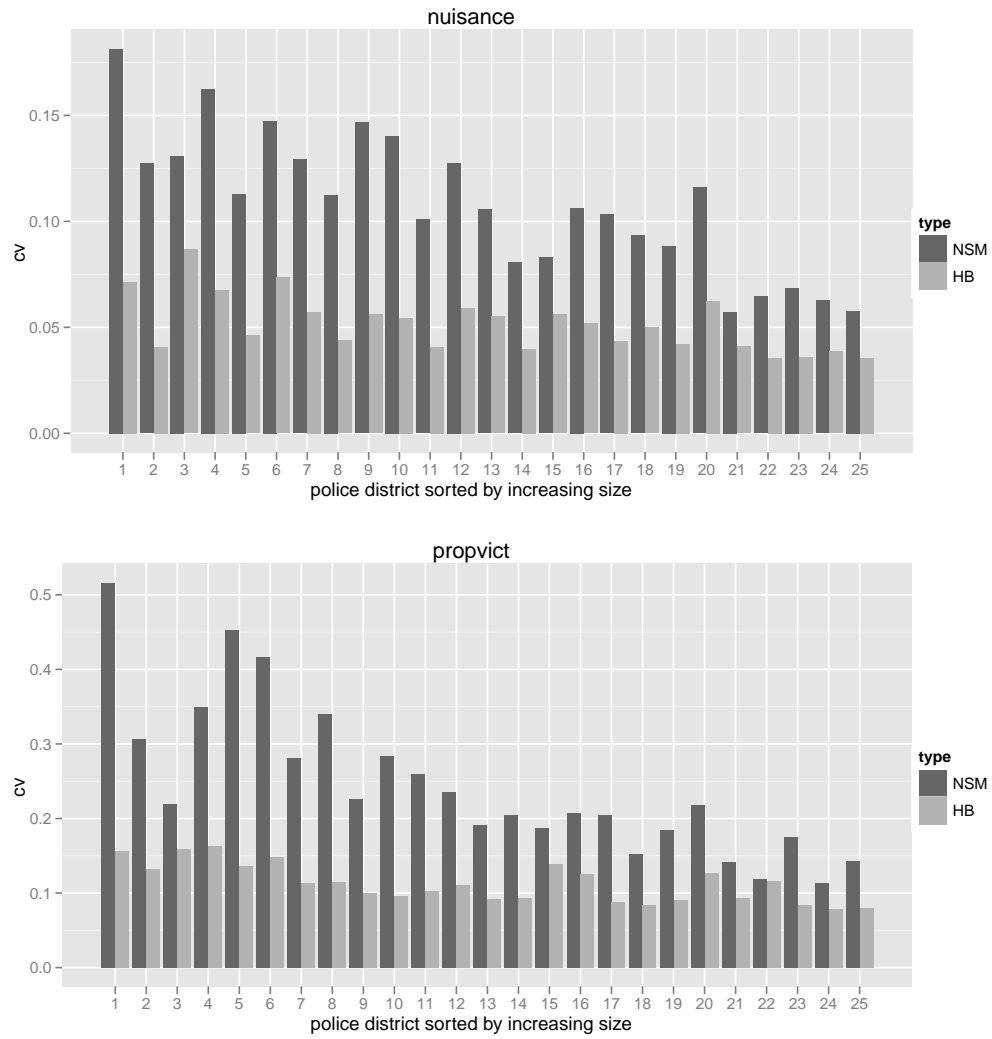 nuisance
0.15
0.10
0.05
0.00
cv
1 2 3 4 5 6 7 8 9 10 11 12 13 14 15 16 17 18 19 20 21 22 23 24 25
police district sorted by increasing size
type
NSM
HB
propvict
0.5
0.4
0.3
0.2
0.1
0.0
cv
1 2 3 4 5 6 7 8 9 10 11 12 13 14 15 16 17 18 19 20 21 22 23 24 25
police district sorted by increasing size
type
NSM
HB